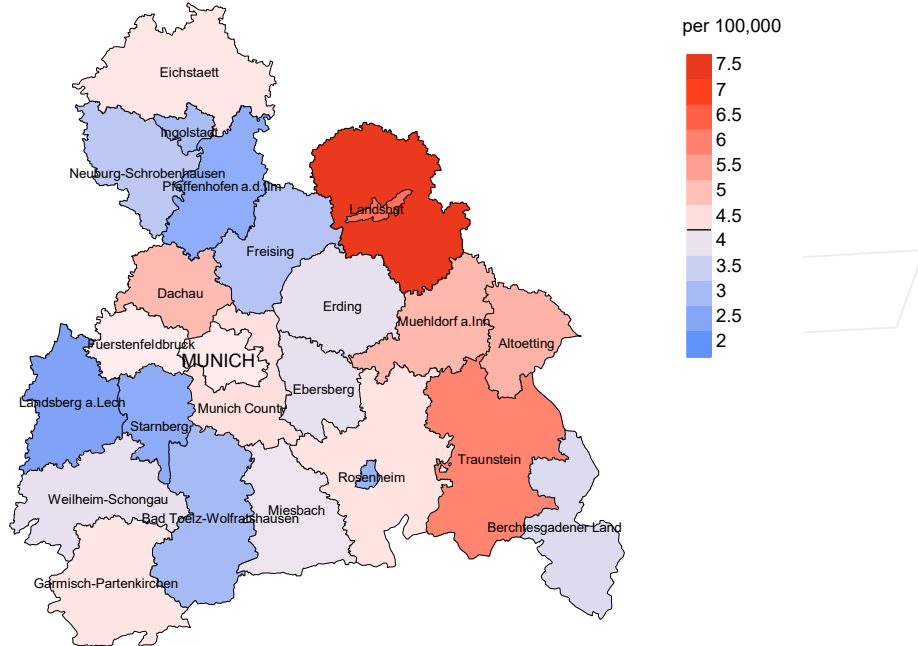 per 100,000
7.5
7
6.5
6
5.5
5
4.5
4
3.5
3
2.5
2
Eichstaett
Ingolstadt
Neuburg-Schrobenhausen
Pfaffenhofen a.d.Ilm
Landshut
Freising
Dachau
Erding
Muehldorf a.Inn
Altoetting
Fuerstenfeldbruck
MUNICH
Ebersberg
Landsberg a.Lech
Munich County
Starnberg
Traunstein
Rosenheim
Weilheim-Schongau
Miesbach
Bad Toelz-Wolfratshausen
Berchtesgadener Land
Garmisch-Partenkirchen